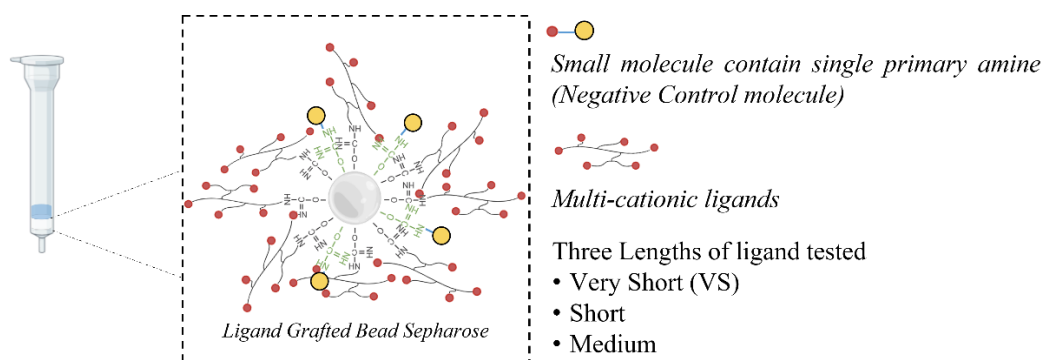 Small molecule contain single primary amine
(Negative Control molecule)
Multi-cationic ligands
Three Lengths of ligand tested
• Very Short (VS)
• Short
• Medium
Ligand Grafted Bead Sepharose